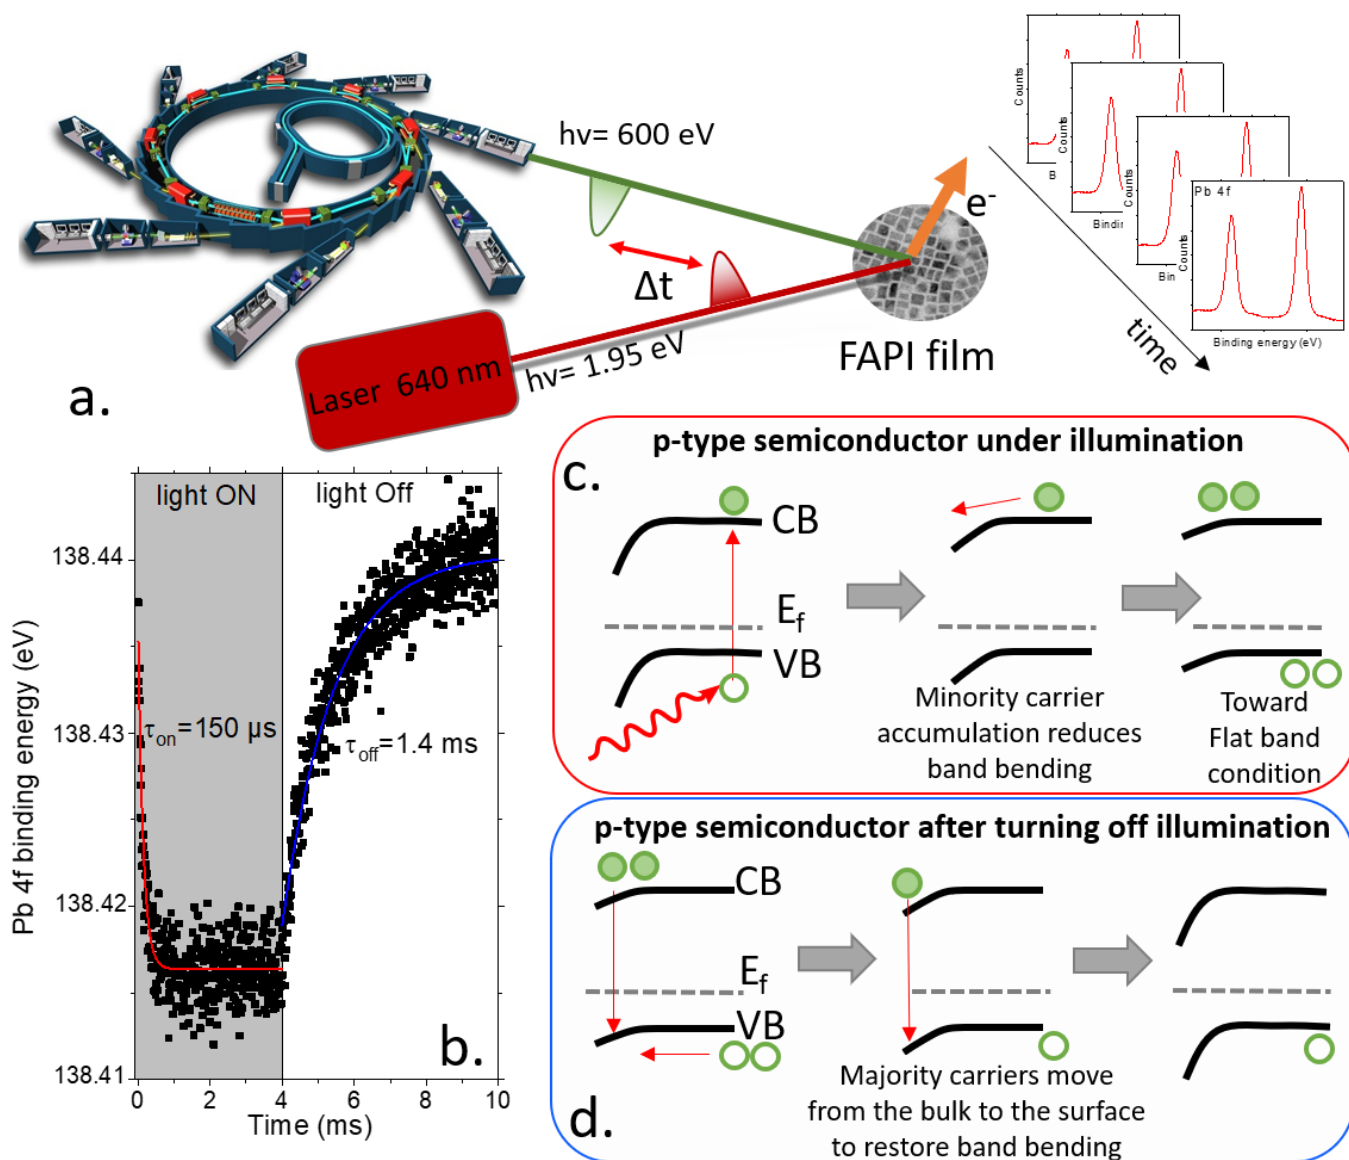 hν= 600 eV
e-
Δt
Laser 640 nm
hν= 1.95 eV
FAPI film
time
Counts
B
Counts
Bindin
Counts
Bin
Pb 4f
Counts
Binding energy (eV)
a.
light ON
light Off
138.44
138.43
138.42
138.41
Pb 4f binding energy (eV)
τon=150 µs
τoff=1.4 ms
0
2
4
6
8
10
Time (ms)
b.
p-type semiconductor under illumination
c.
CB
Ef
VB
Minority carrier
accumulation reduces
band bending
Toward
Flat band
condition
p-type semiconductor after turning off illumination
CB
Ef
VB
d.
Majority carriers move
from the bulk to the surface
to restore band bending